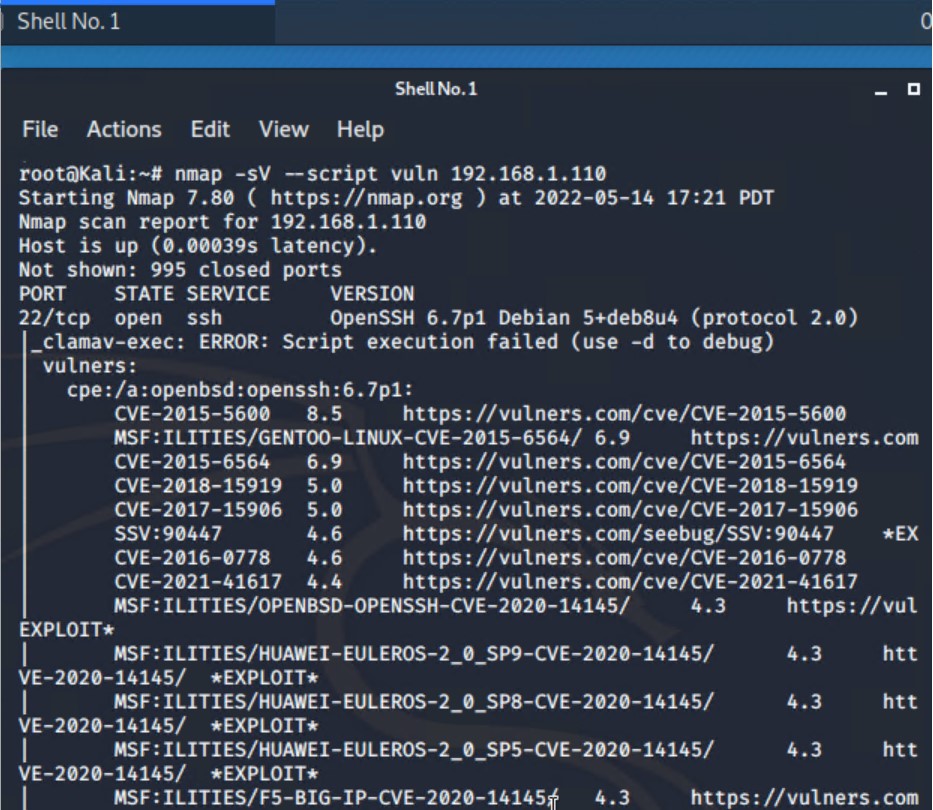 Shell No. 1
0
Shell No. 1
File Actions Edit View Help
root@Kali:~# nmap -sV --script vuln 192.168.1.110
Starting Nmap 7.80 ( https://nmap.org ) at 2022-05-14 17:21 PDT
Nmap scan report for 192.168.1.110
Host is up (0.00039s latency).
Not shown: 995 closed ports
PORT    STATE SERVICE     VERSION
22/tcp  open  ssh         OpenSSH 6.7p1 Debian 5+deb8u4 (protocol 2.0)
|_clamav-exec: ERROR: Script execution failed (use -d to debug)
| vulners:
|   cpe:/a:openbsd:openssh:6.7p1:
|       CVE-2015-5600   8.5     https://vulners.com/cve/CVE-2015-5600
|       MSF:ILITIES/GENTOO-LINUX-CVE-2015-6564/ 6.9     https://vulners.com
|       CVE-2015-6564   6.9     https://vulners.com/cve/CVE-2015-6564
|       CVE-2018-15919  5.0     https://vulners.com/cve/CVE-2018-15919
|       CVE-2017-15906  5.0     https://vulners.com/cve/CVE-2017-15906
|       SSV:90447       4.6     https://vulners.com/seebug/SSV:90447    *EX
|       CVE-2016-0778   4.6     https://vulners.com/cve/CVE-2016-0778
|       CVE-2021-41617  4.4     https://vulners.com/cve/CVE-2021-41617
|       MSF:ILITIES/OPENBSD-OPENSSH-CVE-2020-14145/     4.3     https://vul
EXPLOIT*
|       MSF:ILITIES/HUAWEI-EULEROS-2_0_SP9-CVE-2020-14145/      4.3     htt
VE-2020-14145/  *EXPLOIT*
|       MSF:ILITIES/HUAWEI-EULEROS-2_0_SP8-CVE-2020-14145/      4.3     htt
VE-2020-14145/  *EXPLOIT*
|       MSF:ILITIES/HUAWEI-EULEROS-2_0_SP5-CVE-2020-14145/      4.3     htt
VE-2020-14145/  *EXPLOIT*
|       MSF:ILITIES/F5-BIG-IP-CVE-2020-14145/   4.3     https://vulners.com